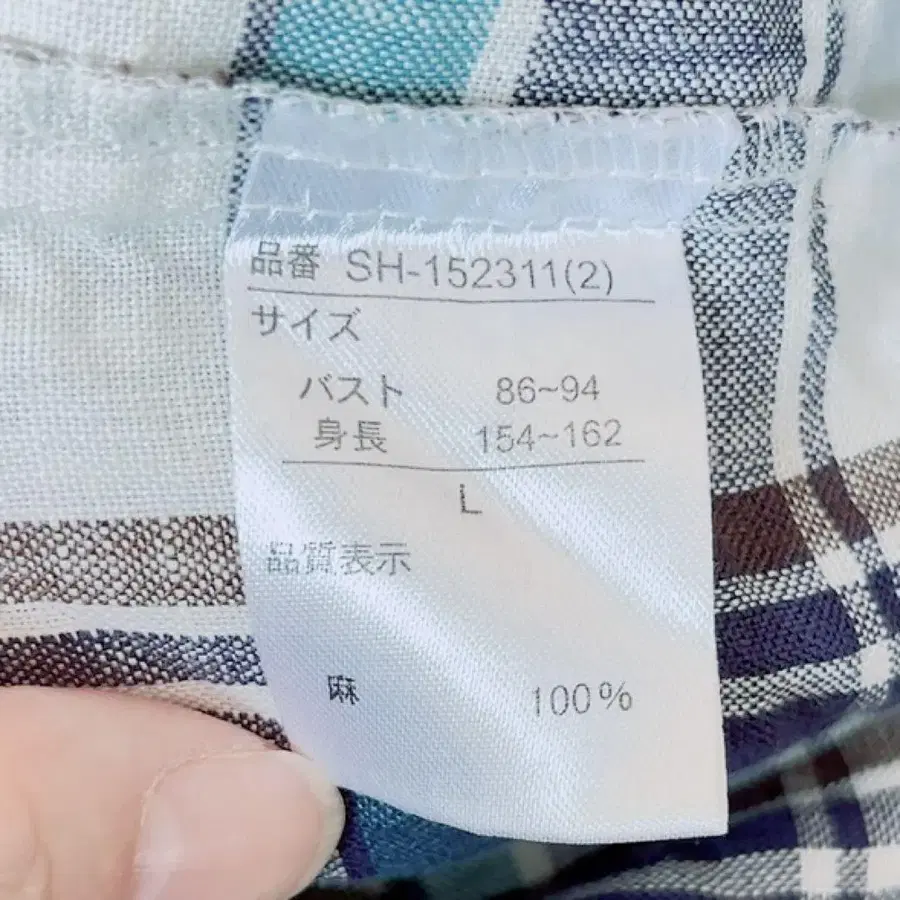 品番 SH-152311(2)
サイズ
バスト 86~94
身長 154~162
L
品質表示
麻 100%